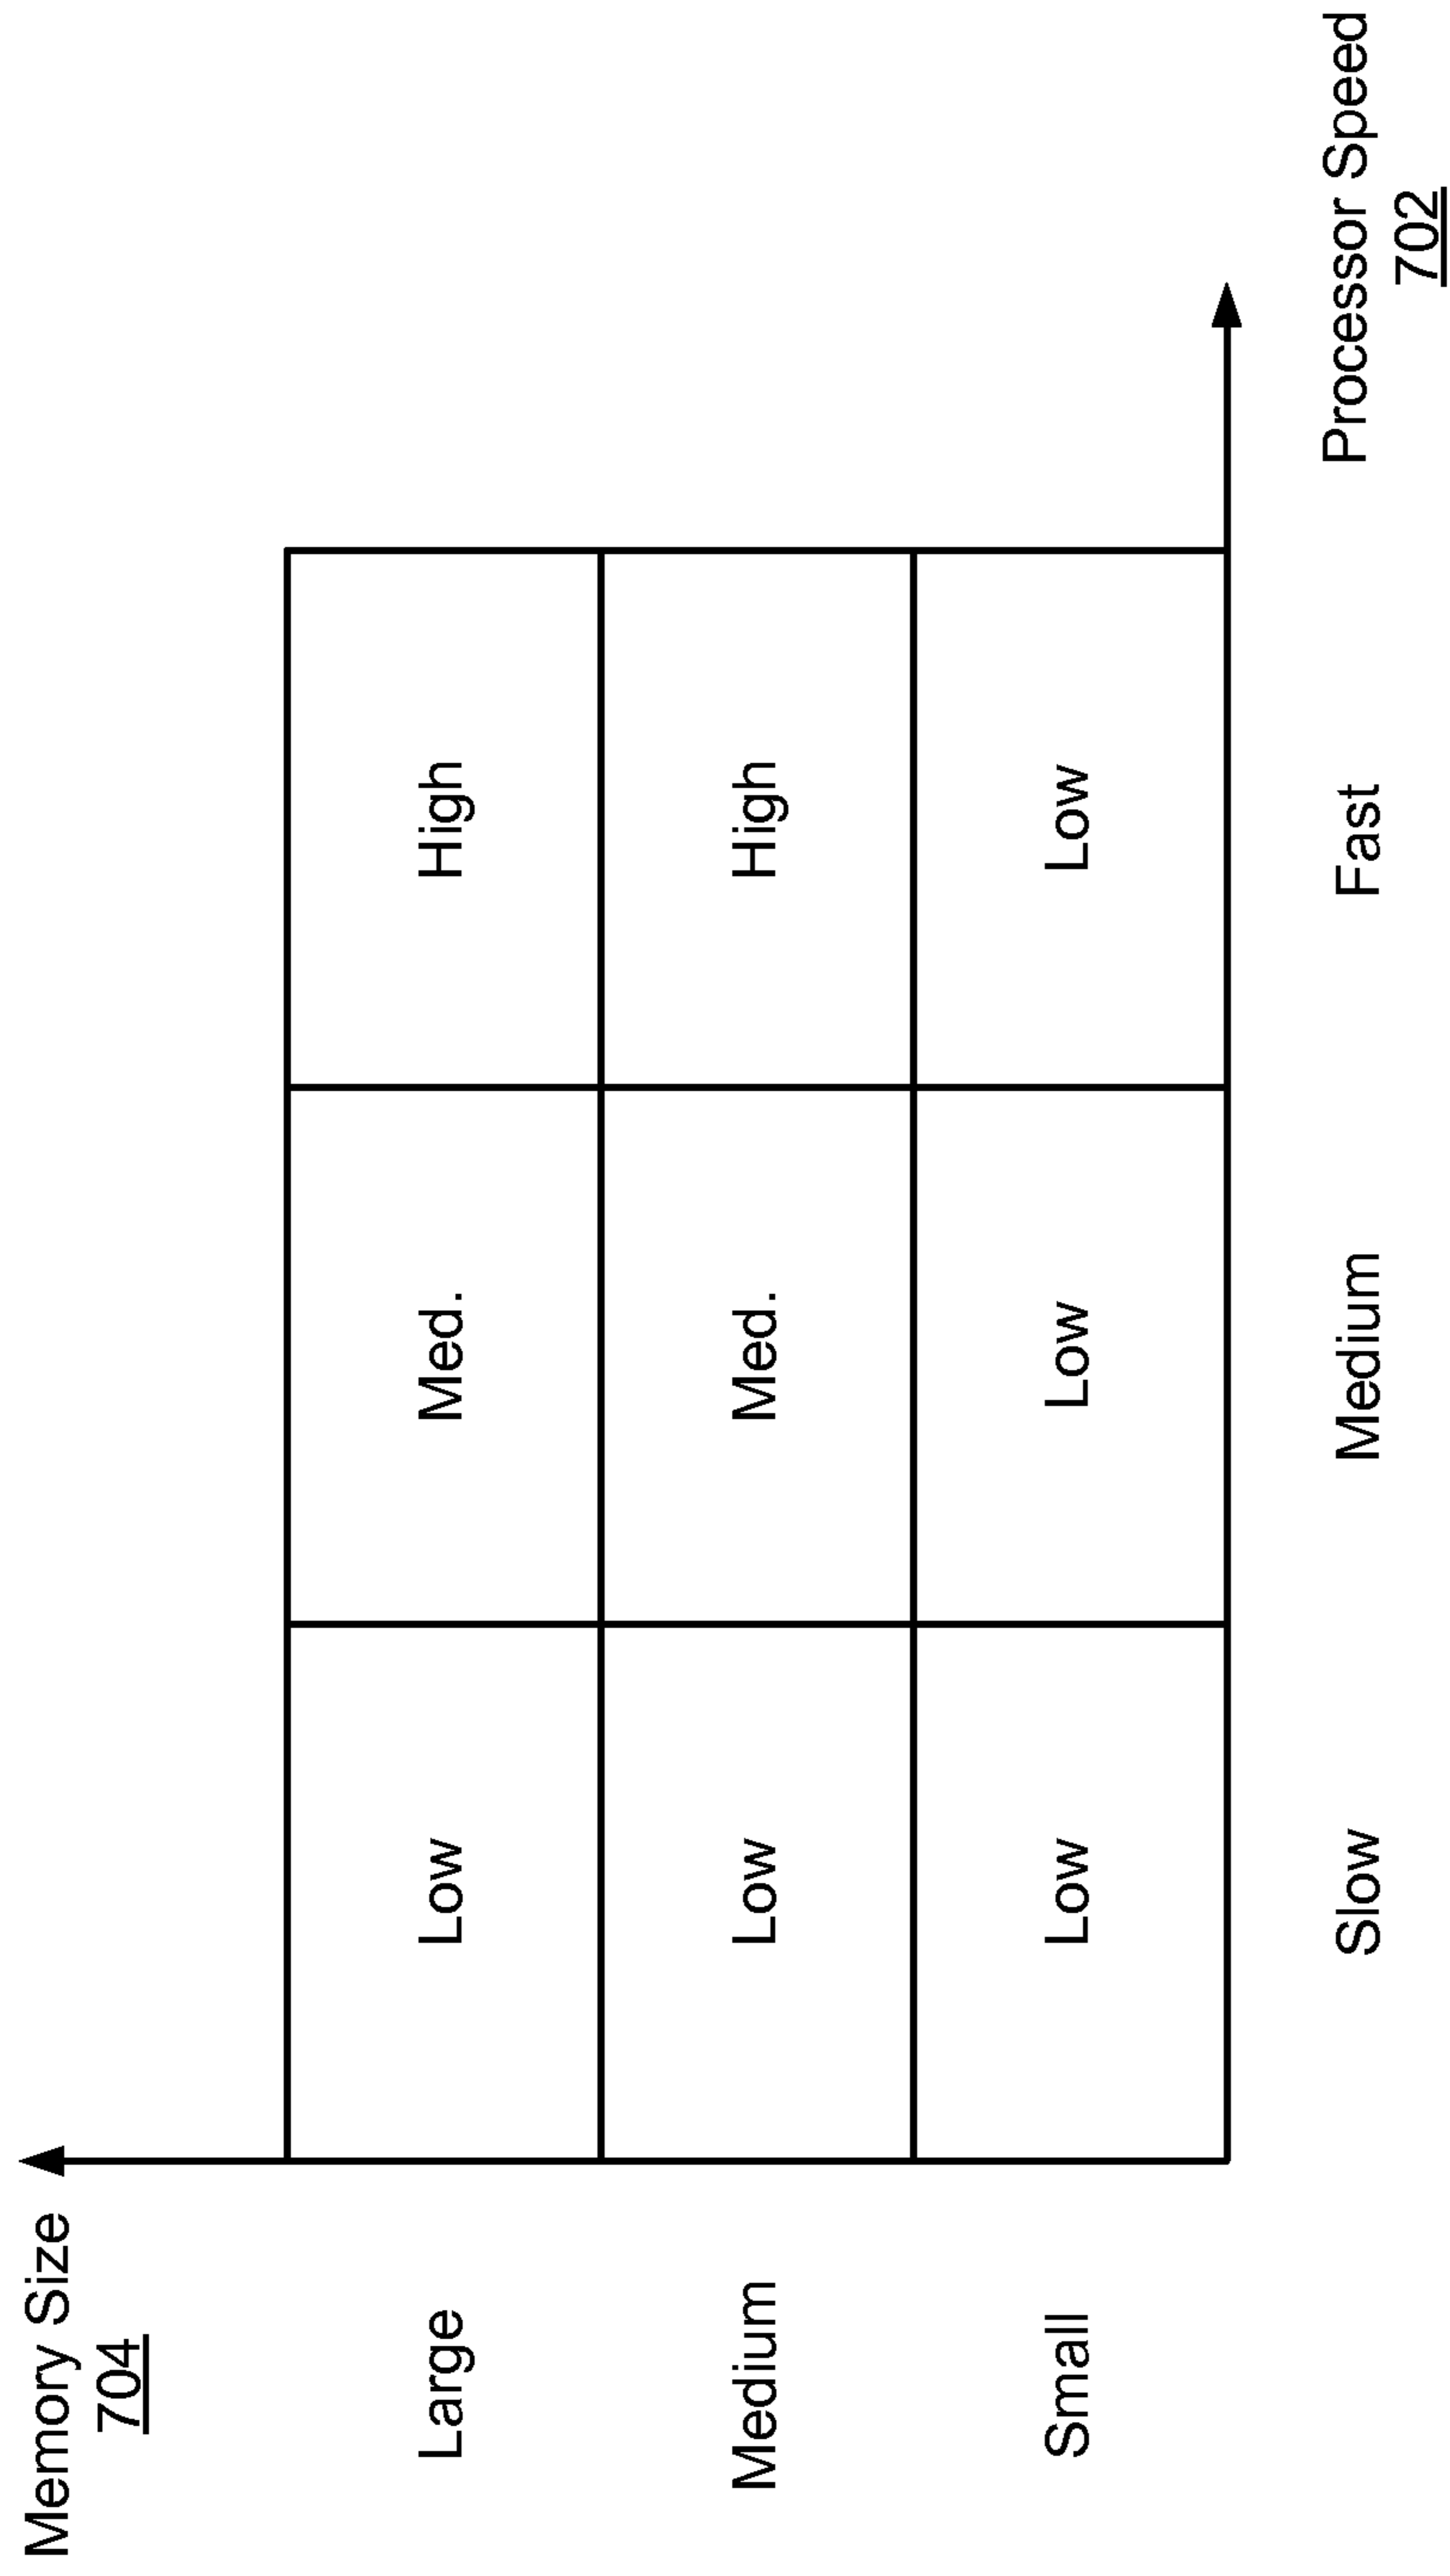 Memory Size
704
Large
Low
Med.
High
Medium
Low
Med.
High
Small
Low
Low
Low
Slow
Medium
Fast
Processor Speed
702